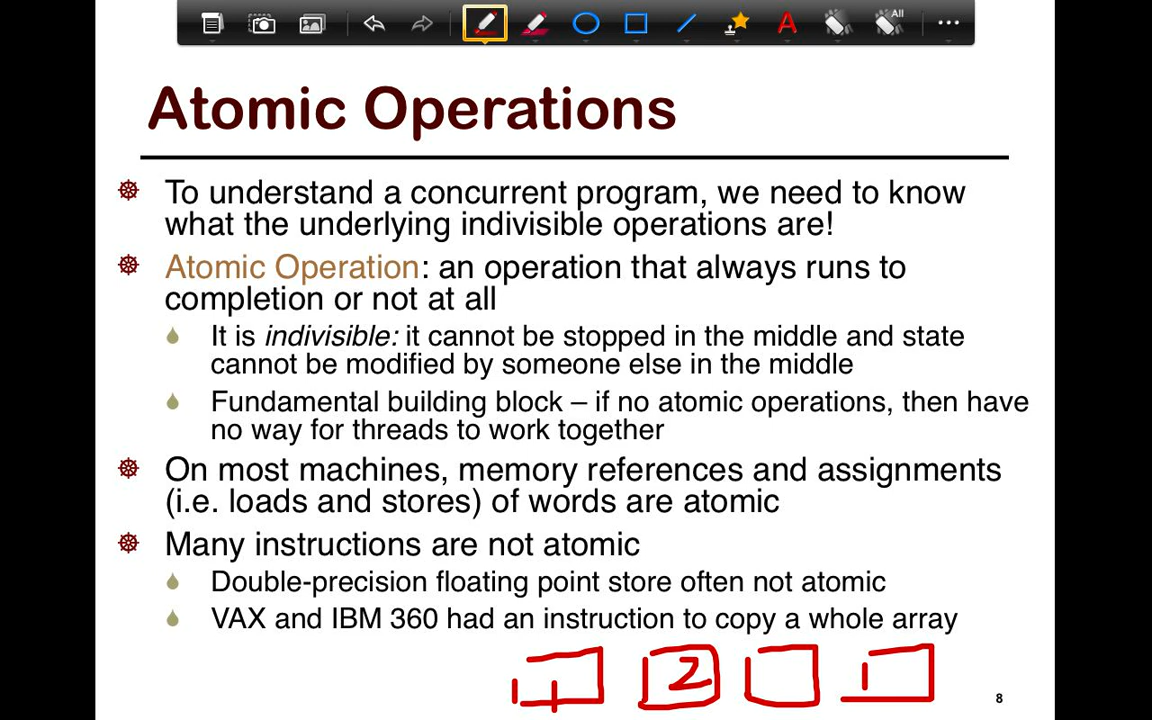 All
A
Atomic Operations
To understand a concurrent program, we need to know
what the underlying indivisible operations are!
Atomic Operation: an operation that always runs to
completion or not at all
It is indivisible: it cannot be stopped in the middle and state
cannot be modified by someone else in the middle
Fundamental building block – if no atomic operations, then have
no way for threads to work together
On most machines, memory references and assignments
(i.e. loads and stores) of words are atomic
Many instructions are not atomic
Double-precision floating point store often not atomic
VAX and IBM 360 had an instruction to copy a whole array
2
8